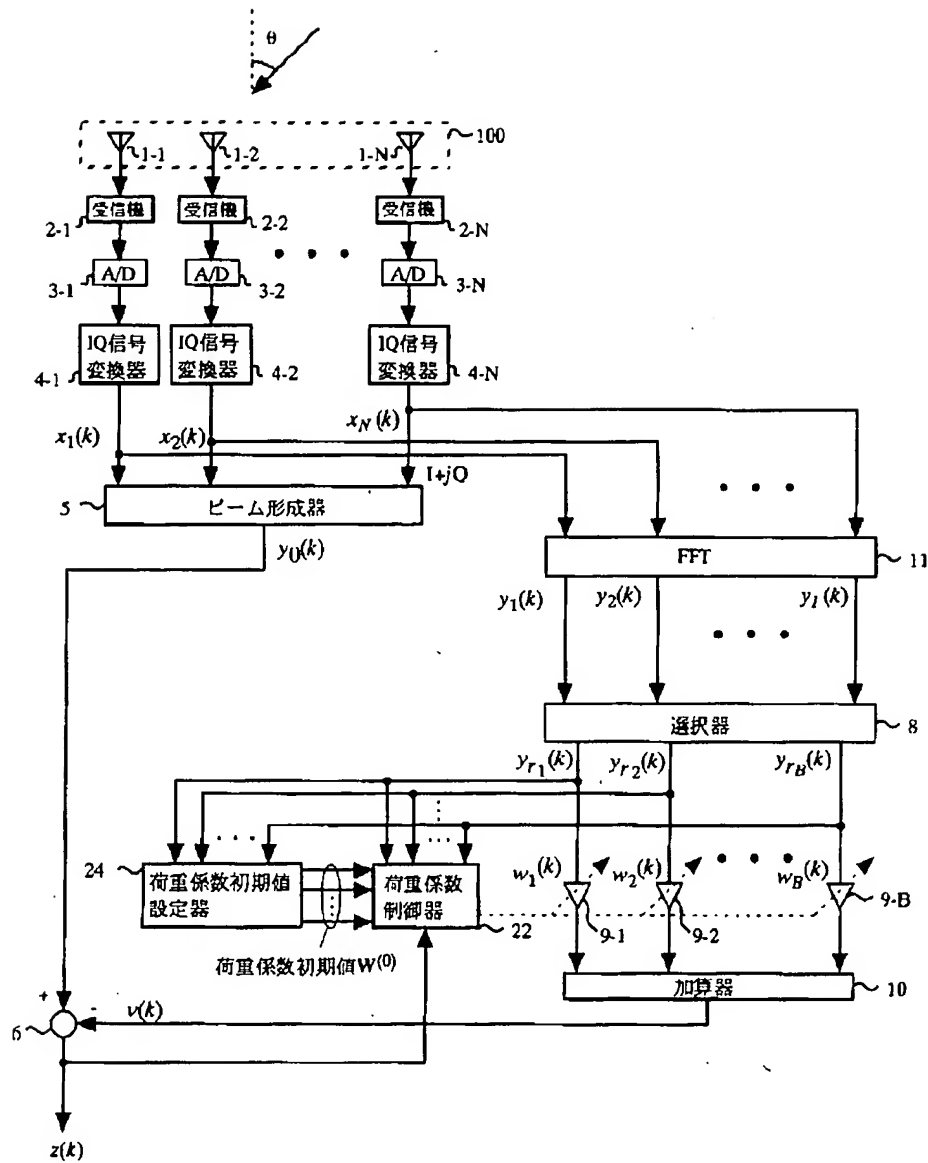 θ
100
1-1
1-2
1-N
受信機
受信機
受信機
2-1
2-2
2-N
A/D
A/D
A/D
3-1
3-2
3-N
IQ信号
変換器
IQ信号
変換器
IQ信号
変換器
4-1
4-2
4-N
x1(k)
x2(k)
xN(k)
I+jQ
5
ビーム形成器
y0(k)
FFT
11
y1(k)
y2(k)
yI(k)
選択器
8
yr1(k)
yr2(k)
yrB(k)
24
荷重係数初期値
設定器
荷重係数
制御器
22
w1(k)
w2(k)
wB(k)
9-1
9-2
9-B
荷重係数初期値W(0)
加算器
10
+
-
v(k)
6
z(k)